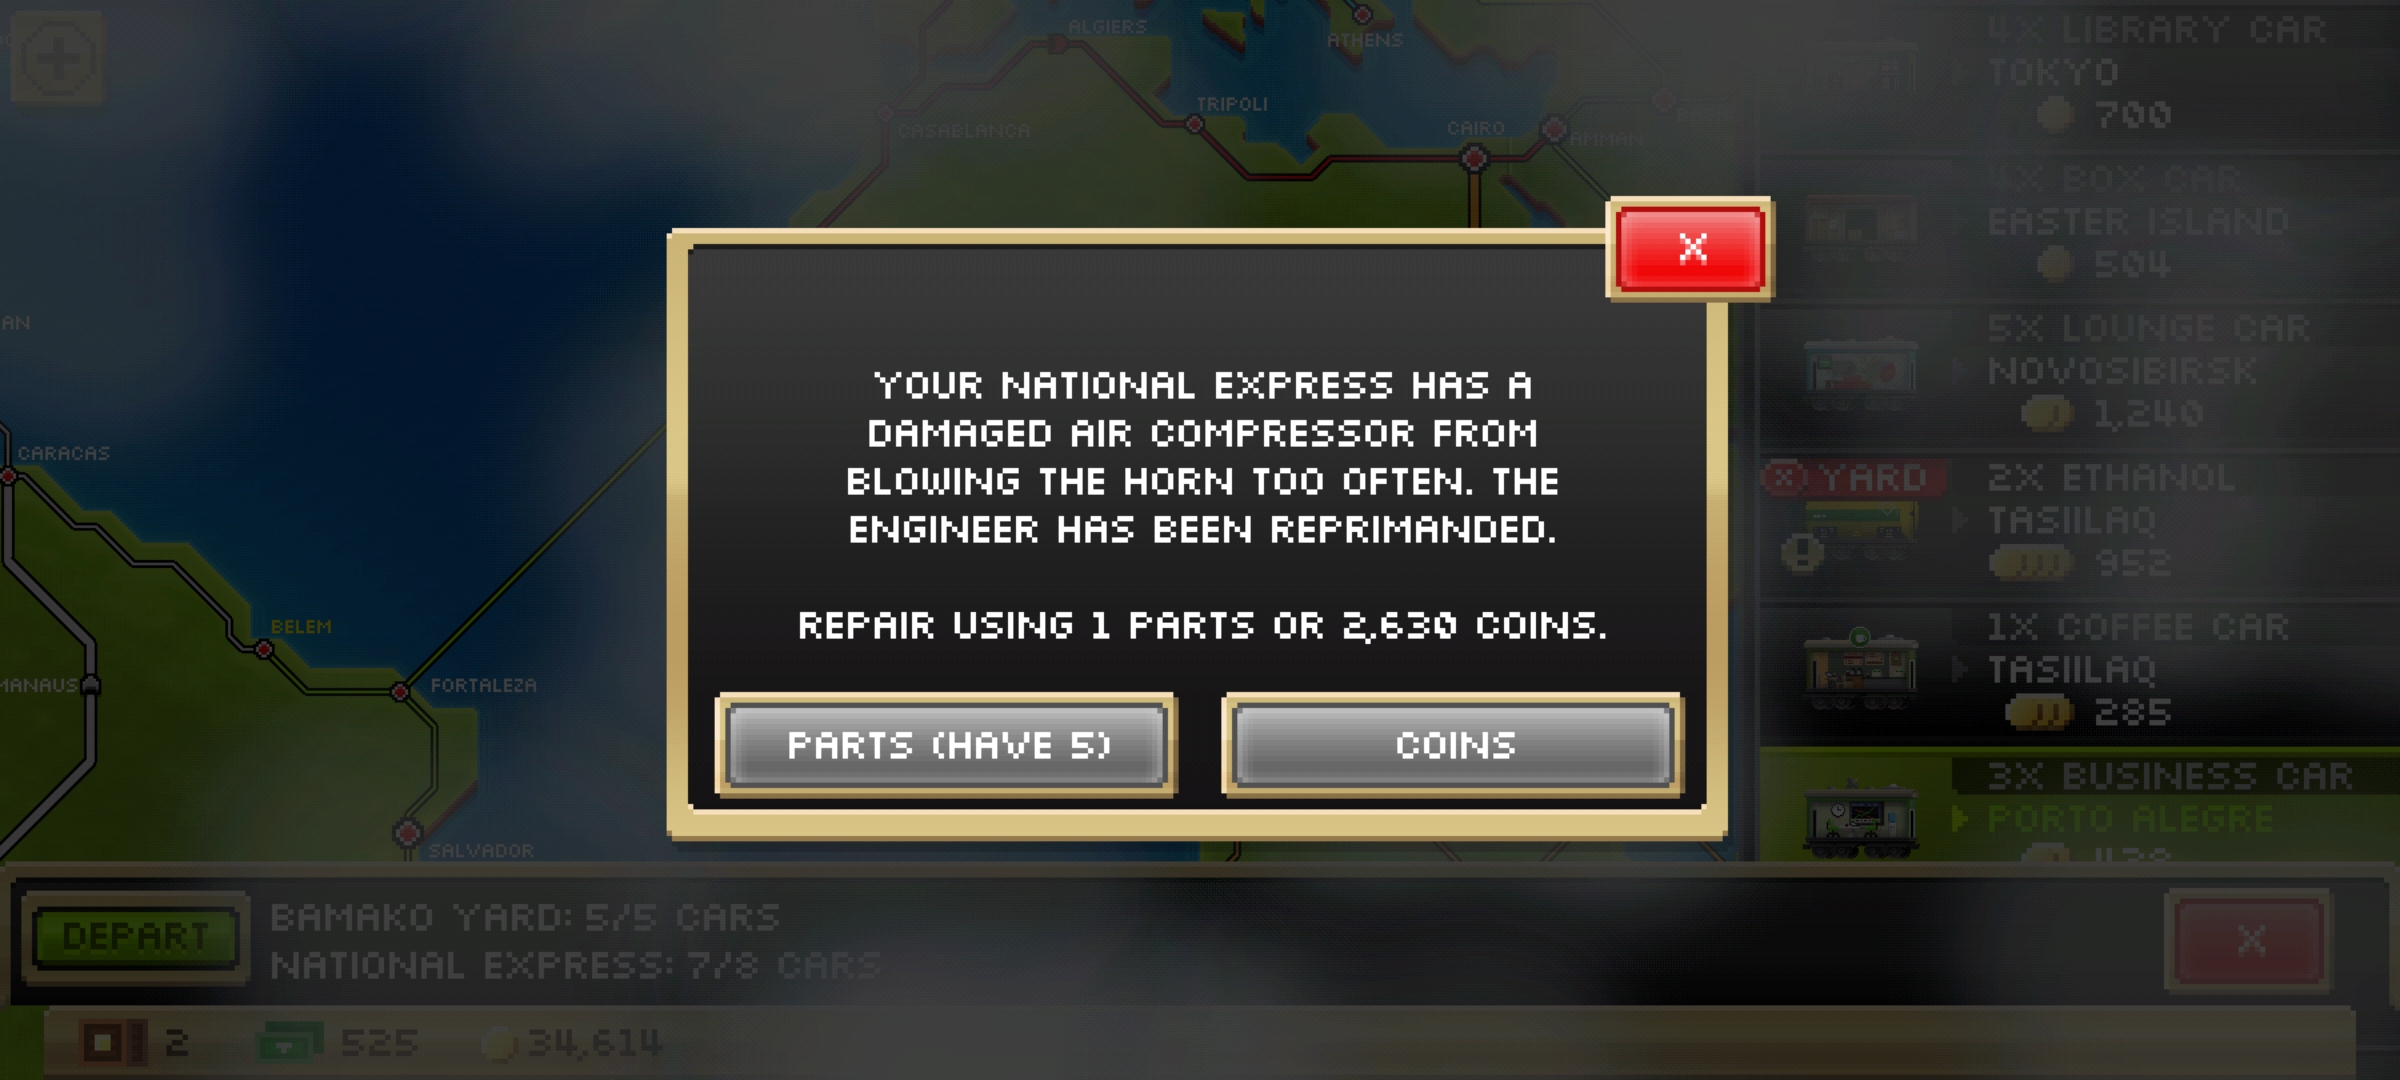 ALGIERS
ATHENS
TRIPOLI
CASABLANCA
CAIRO
AMMAN
AN
CARACAS
BELEM
MANAUS
FORTALEZA
SALVADOR
4X LIBRARY CAR
TOKYO
700
4X BOX CAR
EASTER ISLAND
504
5X LOUNGE CAR
NOVOSIBIRSK
1,240
X YARD
2X ETHANOL
TASIILAQ
952
1X COFFEE CAR
TASIILAQ
285
3X BUSINESS CAR
PORTO ALEGRE
X
YOUR NATIONAL EXPRESS HAS A
DAMAGED AIR COMPRESSOR FROM
BLOWING THE HORN TOO OFTEN. THE
ENGINEER HAS BEEN REPRIMANDED.
REPAIR USING 1 PARTS OR 2,630 COINS.
PARTS (HAVE 5)
COINS
DEPART
BAMAKO YARD: 5/5 CARS
NATIONAL EXPRESS: 7/8 CARS
X
2
525
34,614